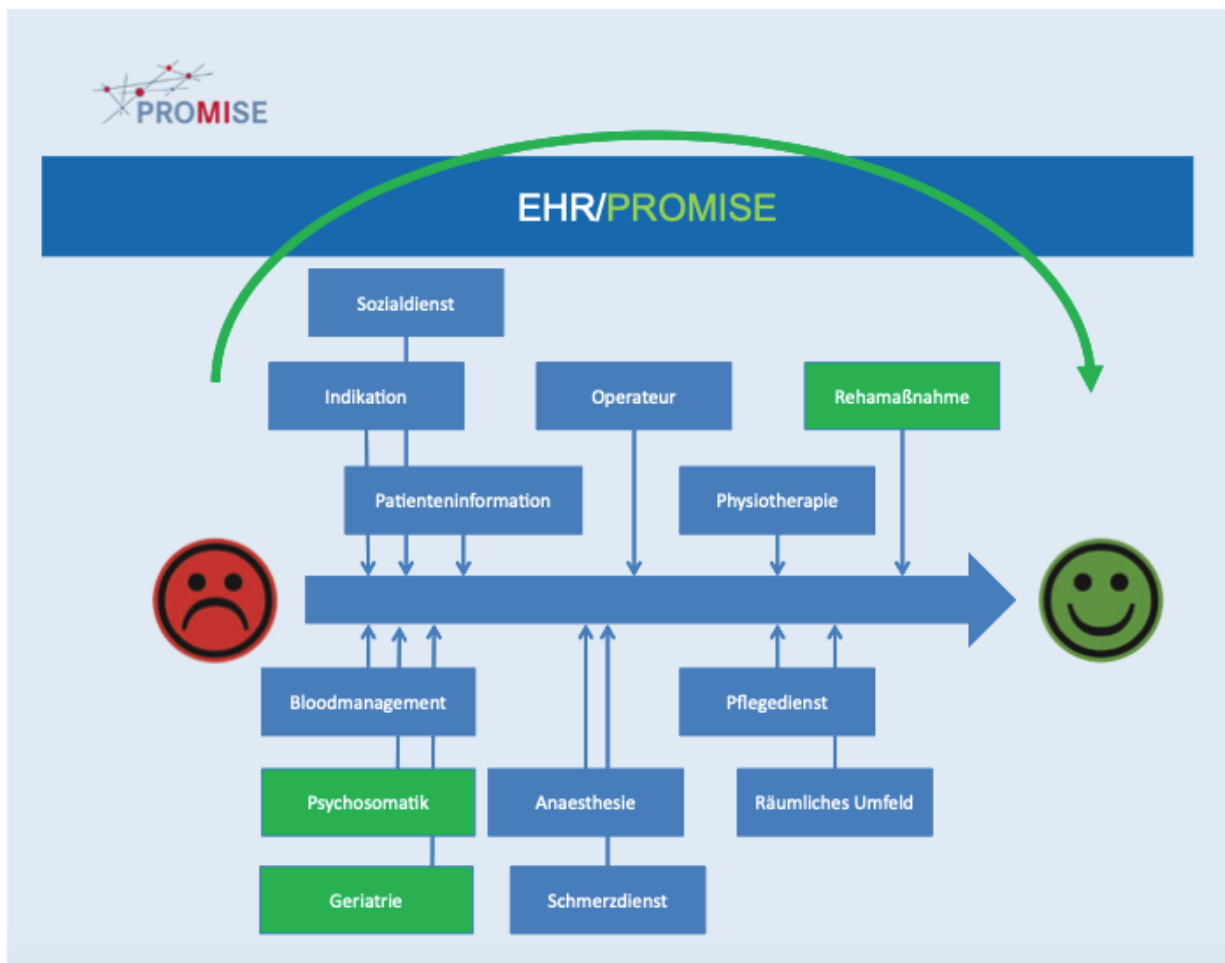 PROMISE
EHR/PROMISE
Sozialdienst
Indikation
Operateur
Rehamaßnahme
Patienteninformation
Physiotherapie
Bloodmanagement
Pflegedienst
Psychosomatik
Anaesthesie
Räumliches Umfeld
Geriatrie
Schmerzdienst